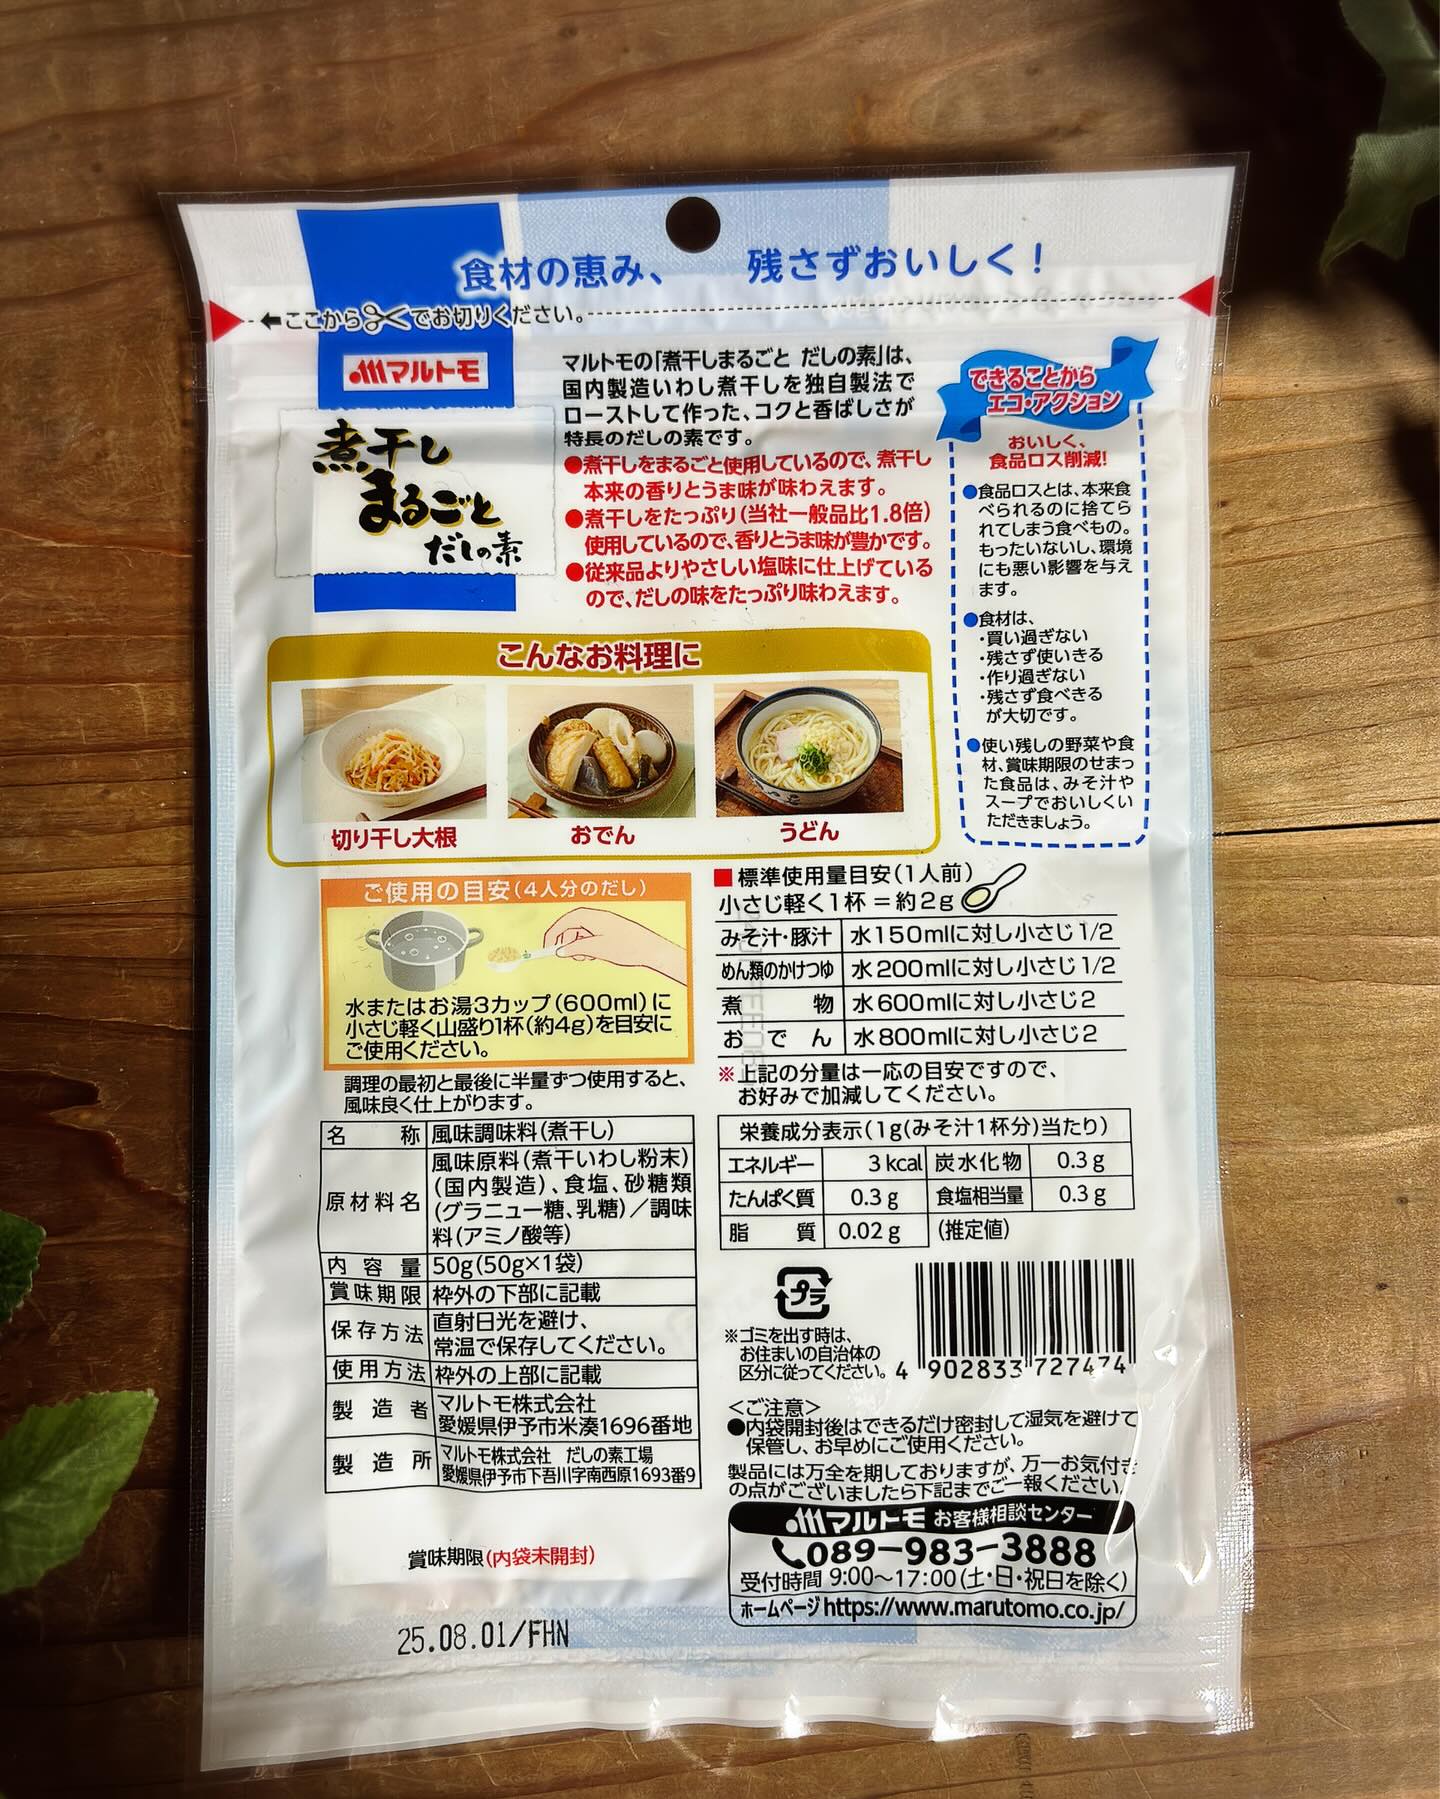 食材の恵み、 残さずおいしく！
ここから でお切りください。
マルトモ
煮干し
まるごと
だしの素
マルトモの「煮干しまるごと だしの素」は、
国内製造いわし煮干しを独自製法で
ローストして作った、コクと香ばしさが
特長のだしの素です。
●煮干しをまるごと使用しているので、煮干し
本来の香りとうま味が味わえます。
●煮干しをたっぷり（当社一般品比1.8倍）
使用しているので、香りとうま味が豊かです。
●従来品よりやさしい塩味に仕上げている
ので、だしの味をたっぷり味わえます。
できることから
エコ・アクション
おいしく、
食品ロス削減！
●食品ロスとは、本来食
べられるのに捨てら
れてしまう食べもの。
もったいないし、環境
にも悪い影響を与え
ます。
●食材は、
・買い過ぎない
・残さず使いきる
・作り過ぎない
・残さず食べきる
が大切です。
●使い残しの野菜や食
材、賞味期限のせまっ
た食品は、みそ汁や
スープでおいしくい
ただきましょう。
こんなお料理に
切り干し大根 おでん うどん
ご使用の目安（4人分のだし）
水またはお湯3カップ（600ml）に
小さじ軽く山盛り1杯（約4g）を目安に
ご使用ください。
調理の最初と最後に半量ずつ使用すると、
風味良く仕上がります。
■標準使用量目安（1人前）
小さじ軽く1杯＝約2g
みそ汁・豚汁 水150mlに対し小さじ1/2
めん類のかけつゆ 水200mlに対し小さじ1/2
煮物 水600mlに対し小さじ2
おでん 水800mlに対し小さじ2
※上記の分量は一応の目安ですので、
お好みで加減してください。
名称 風味調味料（煮干し）
原材料名 風味原料（煮干いわし粉末）
（国内製造）、食塩、砂糖類
（グラニュー糖、乳糖）／調味
料（アミノ酸等）
内容量 50g（50g×1袋）
賞味期限 枠外の下部に記載
保存方法 直射日光を避け、
常温で保存してください。
使用方法 枠外の上部に記載
製造者 マルトモ株式会社
愛媛県伊予市米湊1696番地
製造所 マルトモ株式会社 だしの素工場
愛媛県伊予市下吾川字南西原1693番9
賞味期限（内袋未開封）
25.08.01/FHN
栄養成分表示（1g（みそ汁1杯分）当たり）
エネルギー 3kcal 炭水化物 0.3g
たんぱく質 0.3g 食塩相当量 0.3g
脂質 0.02g （推定値）
プラ
※ゴミを出す時は、
お住まいの自治体の
区分に従ってください。
4 902833 727474
＜ご注意＞
●内袋開封後はできるだけ密封して湿気を避けて
保管し、お早めにご使用ください。
製品には万全を期しておりますが、万一お気付き
の点がございましたら下記までご一報ください。
マルトモ お客様相談センター
089−983−3888
受付時間 9:00〜17:00（土・日・祝日を除く）
ホームページ https://www.marutomo.co.jp/